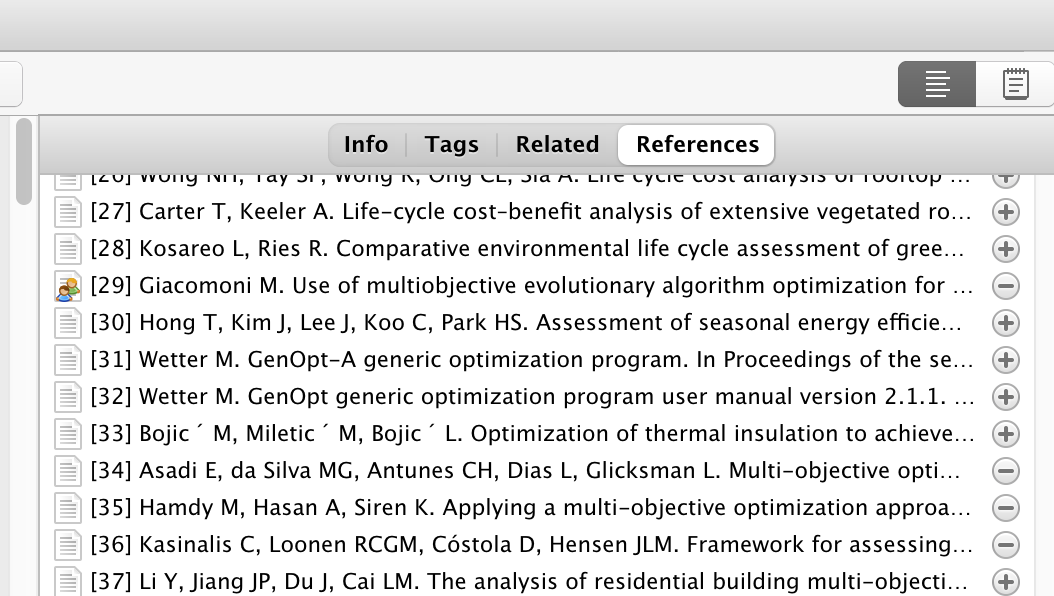 Info Tags Related References
[26] Wong NH, Tay SF, Wong R, Ong CL, Sia A. Life cycle cost analysis of rooftop ...
[27] Carter T, Keeler A. Life-cycle cost-benefit analysis of extensive vegetated ro...
[28] Kosareo L, Ries R. Comparative environmental life cycle assessment of gree...
[29] Giacomoni M. Use of multiobjective evolutionary algorithm optimization for ...
[30] Hong T, Kim J, Lee J, Koo C, Park HS. Assessment of seasonal energy efficie...
[31] Wetter M. GenOpt-A generic optimization program. In Proceedings of the se...
[32] Wetter M. GenOpt generic optimization program user manual version 2.1.1. ...
[33] Bojic ´ M, Miletic ´ M, Bojic ´ L. Optimization of thermal insulation to achieve...
[34] Asadi E, da Silva MG, Antunes CH, Dias L, Glicksman L. Multi-objective opti...
[35] Hamdy M, Hasan A, Siren K. Applying a multi-objective optimization approa...
[36] Kasinalis C, Loonen RCGM, Cóstola D, Hensen JLM. Framework for assessing...
[37] Li Y, Jiang JP, Du J, Cai LM. The analysis of residential building multi-objecti...